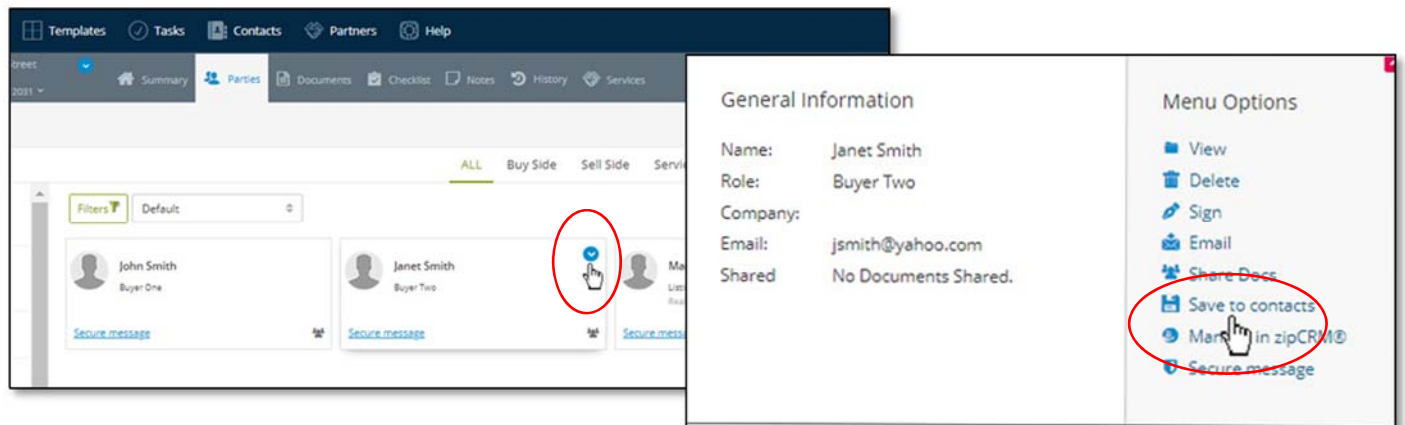 Templates Tasks Contacts Partners Help
2031
Summary Parties Documents Checklist Notes History Services
ALL Buy Side Sell Side
Filters Default
John Smith
Buyer One
Secure message
Janet Smith
Buyer Two
Secure message
Secure
General Information
Name: Janet Smith
Role: Buyer Two
Company:
Email: jsmith@yahoo.com
Shared No Documents Shared.
Menu Options
View
Delete
Sign
Email
Share Docs
Save to contacts
in zipCRM®
Secure message